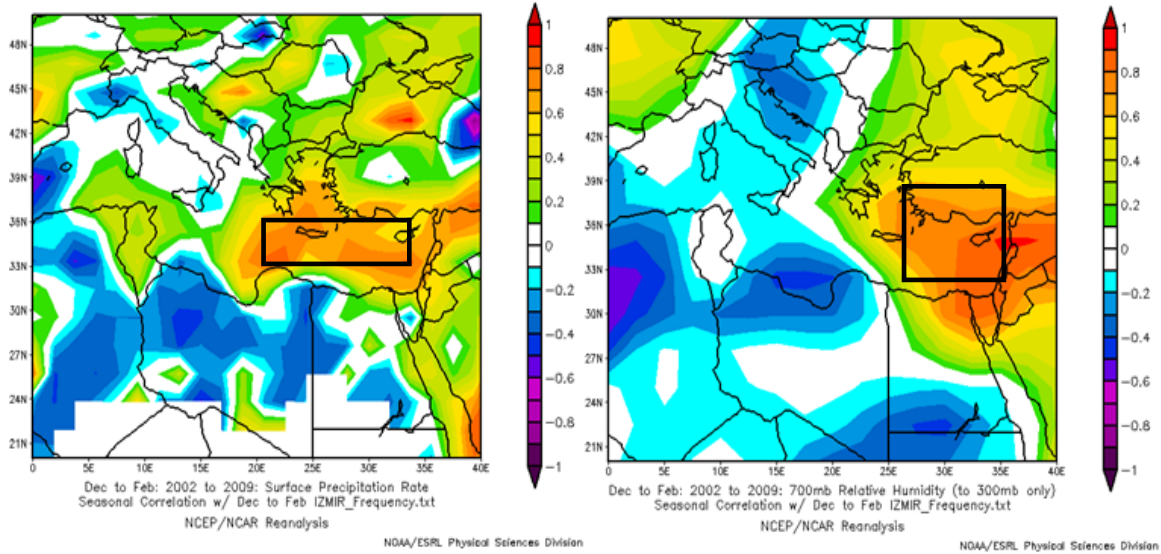 48N
45N
42N
39N
36N
33N
30N
27N
24N
21N
0 5E 10E 15E 20E 25E 30E 35E 40E
1
0.8
0.6
0.4
0.2
0
−0.2
−0.4
−0.6
−0.8
−1
Dec to Feb: 2002 to 2009: Surface Precipitation Rate
Seasonal Correlation w/ Dec to Feb IZMIR_Frequency.txt
NCEP/NCAR Reanalysis
NOAA/ESRL Physical Sciences Division
48N
45N
42N
39N
36N
33N
30N
27N
24N
21N
0 5E 10E 15E 20E 25E 30E 35E 40E
1
0.8
0.6
0.4
0.2
0
−0.2
−0.4
−0.6
−0.8
−1
Dec to Feb: 2002 to 2009: 700mb Relative Humidity (to 300mb only)
Seasonal Correlation w/ Dec to Feb IZMIR_Frequency.txt
NCEP/NCAR Reanalysis
NOAA/ESRL Physical Sciences Division